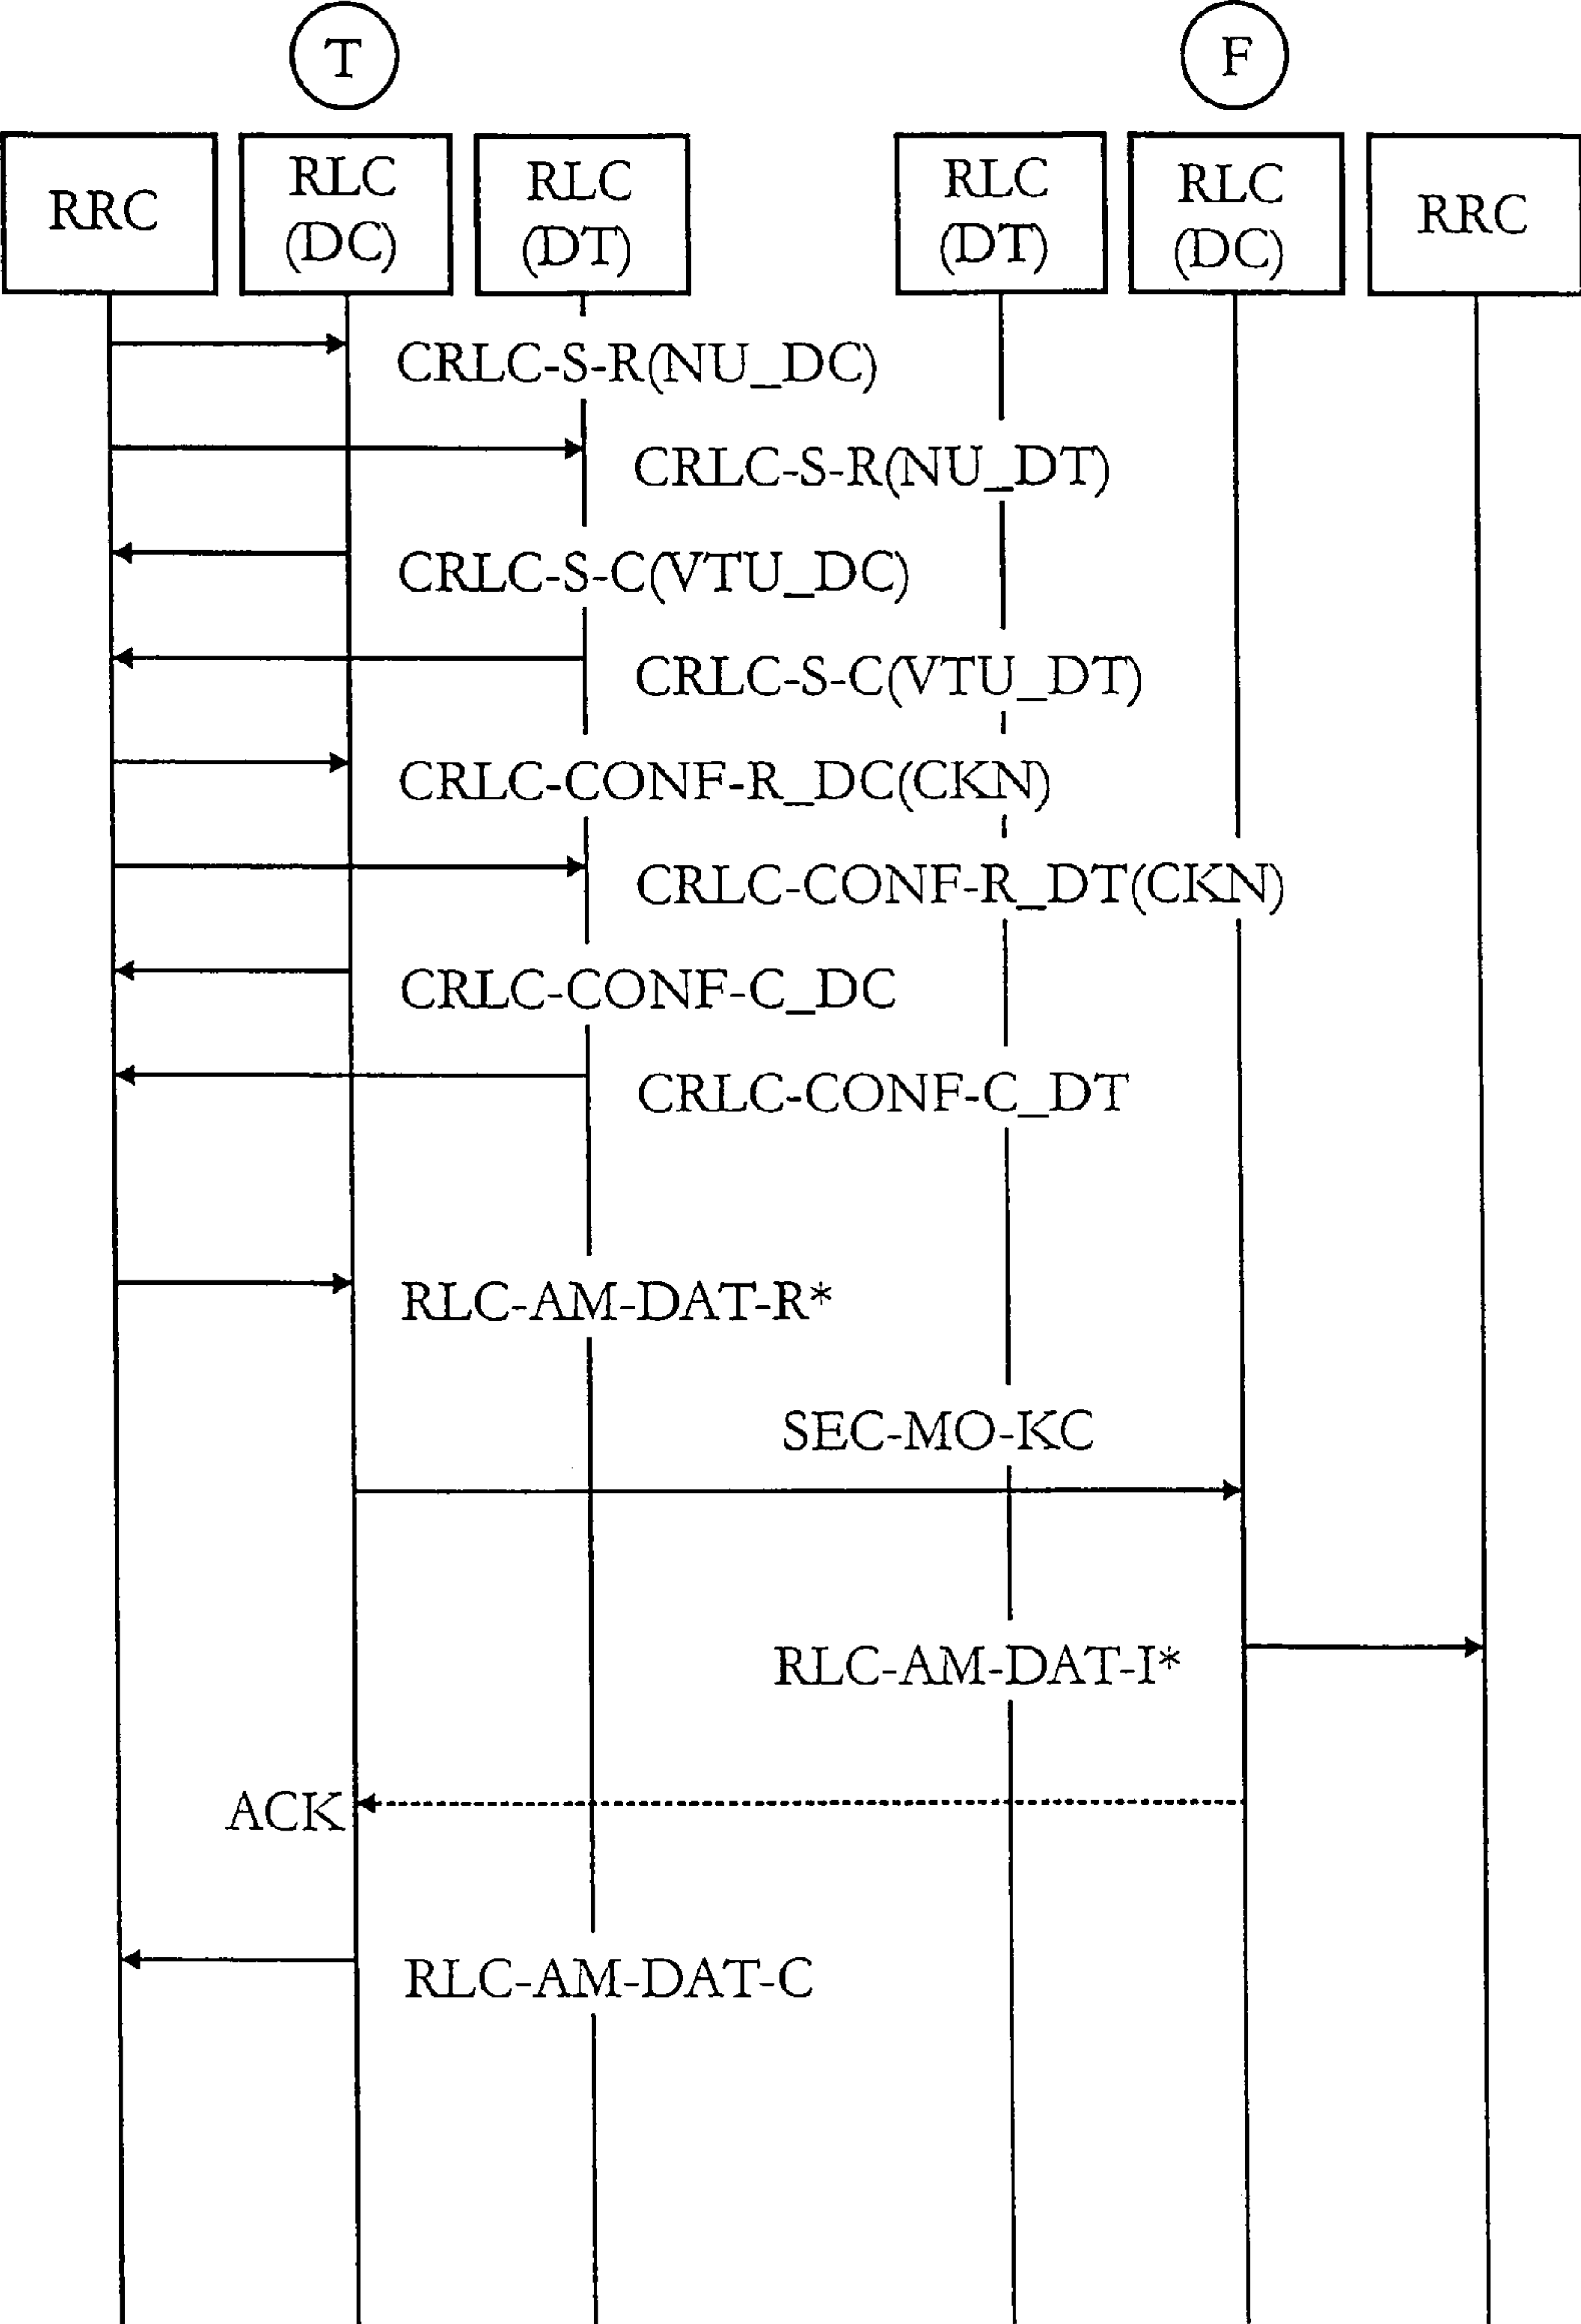 T
F
RRC
RLC
(DC)
RLC
(DT)
RLC
(DT)
RLC
(DC)
RRC
CRLC-S-R(NU_DC)
CRLC-S-R(NU_DT)
CRLC-S-C(VTU_DC)
CRLC-S-C(VTU_DT)
CRLC-CONF-R_DC(CKN)
CRLC-CONF-R_DT(CKN)
CRLC-CONF-C_DC
CRLC-CONF-C_DT
RLC-AM-DAT-R*
SEC-MO-KC
RLC-AM-DAT-I*
ACK
RLC-AM-DAT-C